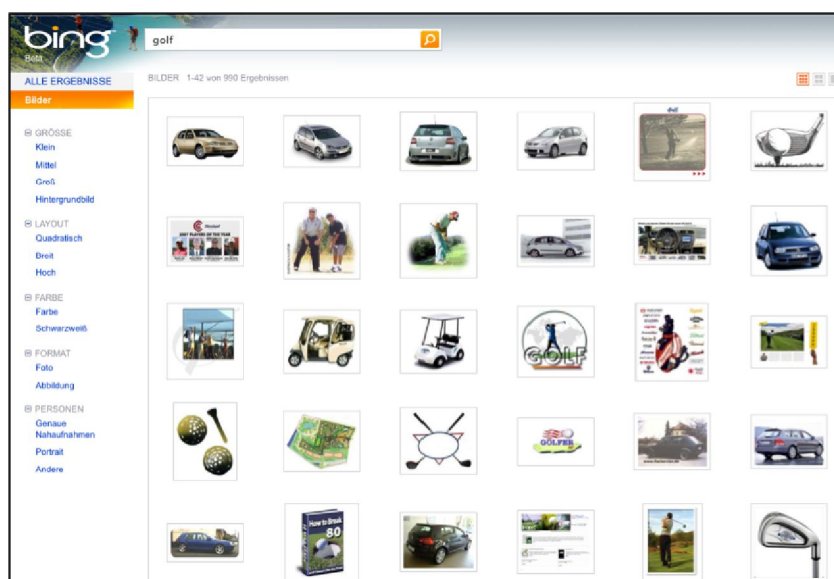 bing
Beta
golf
ALLE ERGEBNISSE
BILDER 1-42 von 990 Ergebnissen
Bilder
GRÖSSE
Klein
Mittel
Groß
Hintergrundbild
LAYOUT
Quadratisch
Breit
Hoch
FARBE
Farbe
Schwarzweiß
FORMAT
Foto
Abbildung
PERSONEN
Genaue
Nahaufnahmen
Portrait
Andere
GOLF
GOLFER
How to Break
80